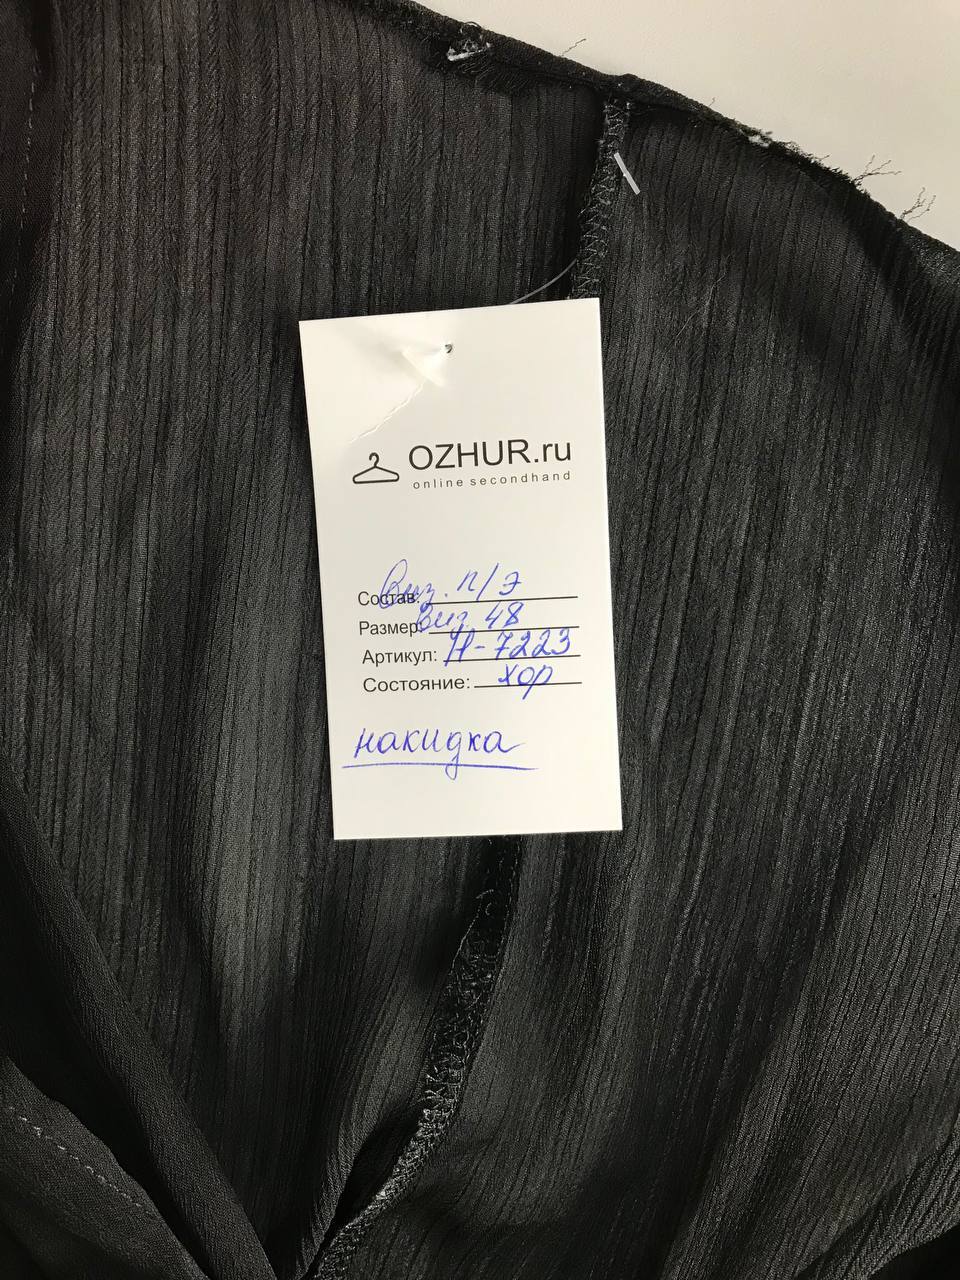 OZHUR.ru
online secondhand
Состав: Виз. п/э
Размер: Виз. 48
Артикул: Н-7223
Состояние: хор
накидка